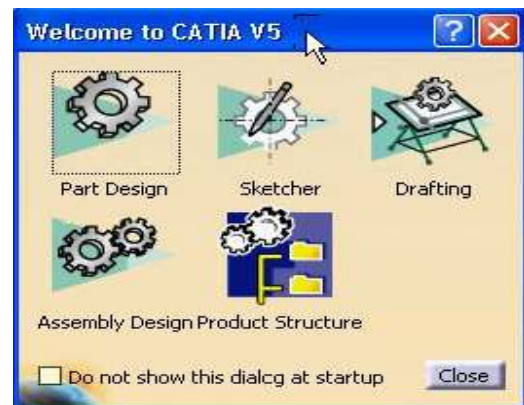 Welcome to CATIA V5
Part Design Sketcher Drafting
Assembly Design Product Structure
Do not show this dialog at startup Close